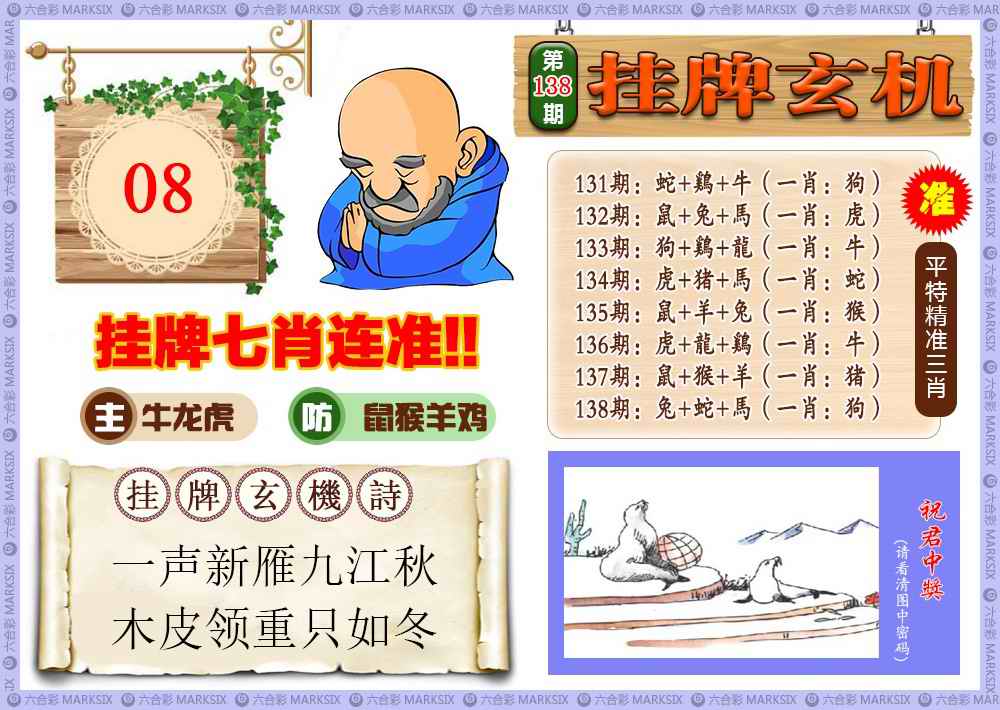 六合彩 MARKSIX
08
挂牌七肖连准!!
主 牛龙虎
防 鼠猴羊鸡
挂牌玄機詩
一声新雁九江秋
木皮领重只如冬
第138期
挂牌玄机
131期：蛇+鷄+牛（一肖：狗）
132期：鼠+兔+馬（一肖：虎）
133期：狗+鷄+龍（一肖：牛）
134期：虎+猪+馬（一肖：蛇）
135期：鼠+羊+兔（一肖：猴）
136期：虎+龍+鷄（一肖：牛）
137期：鼠+猴+羊（一肖：猪）
138期：兔+蛇+馬（一肖：狗）
准
平特精准三肖
祝君中獎
（请看清图中密码）